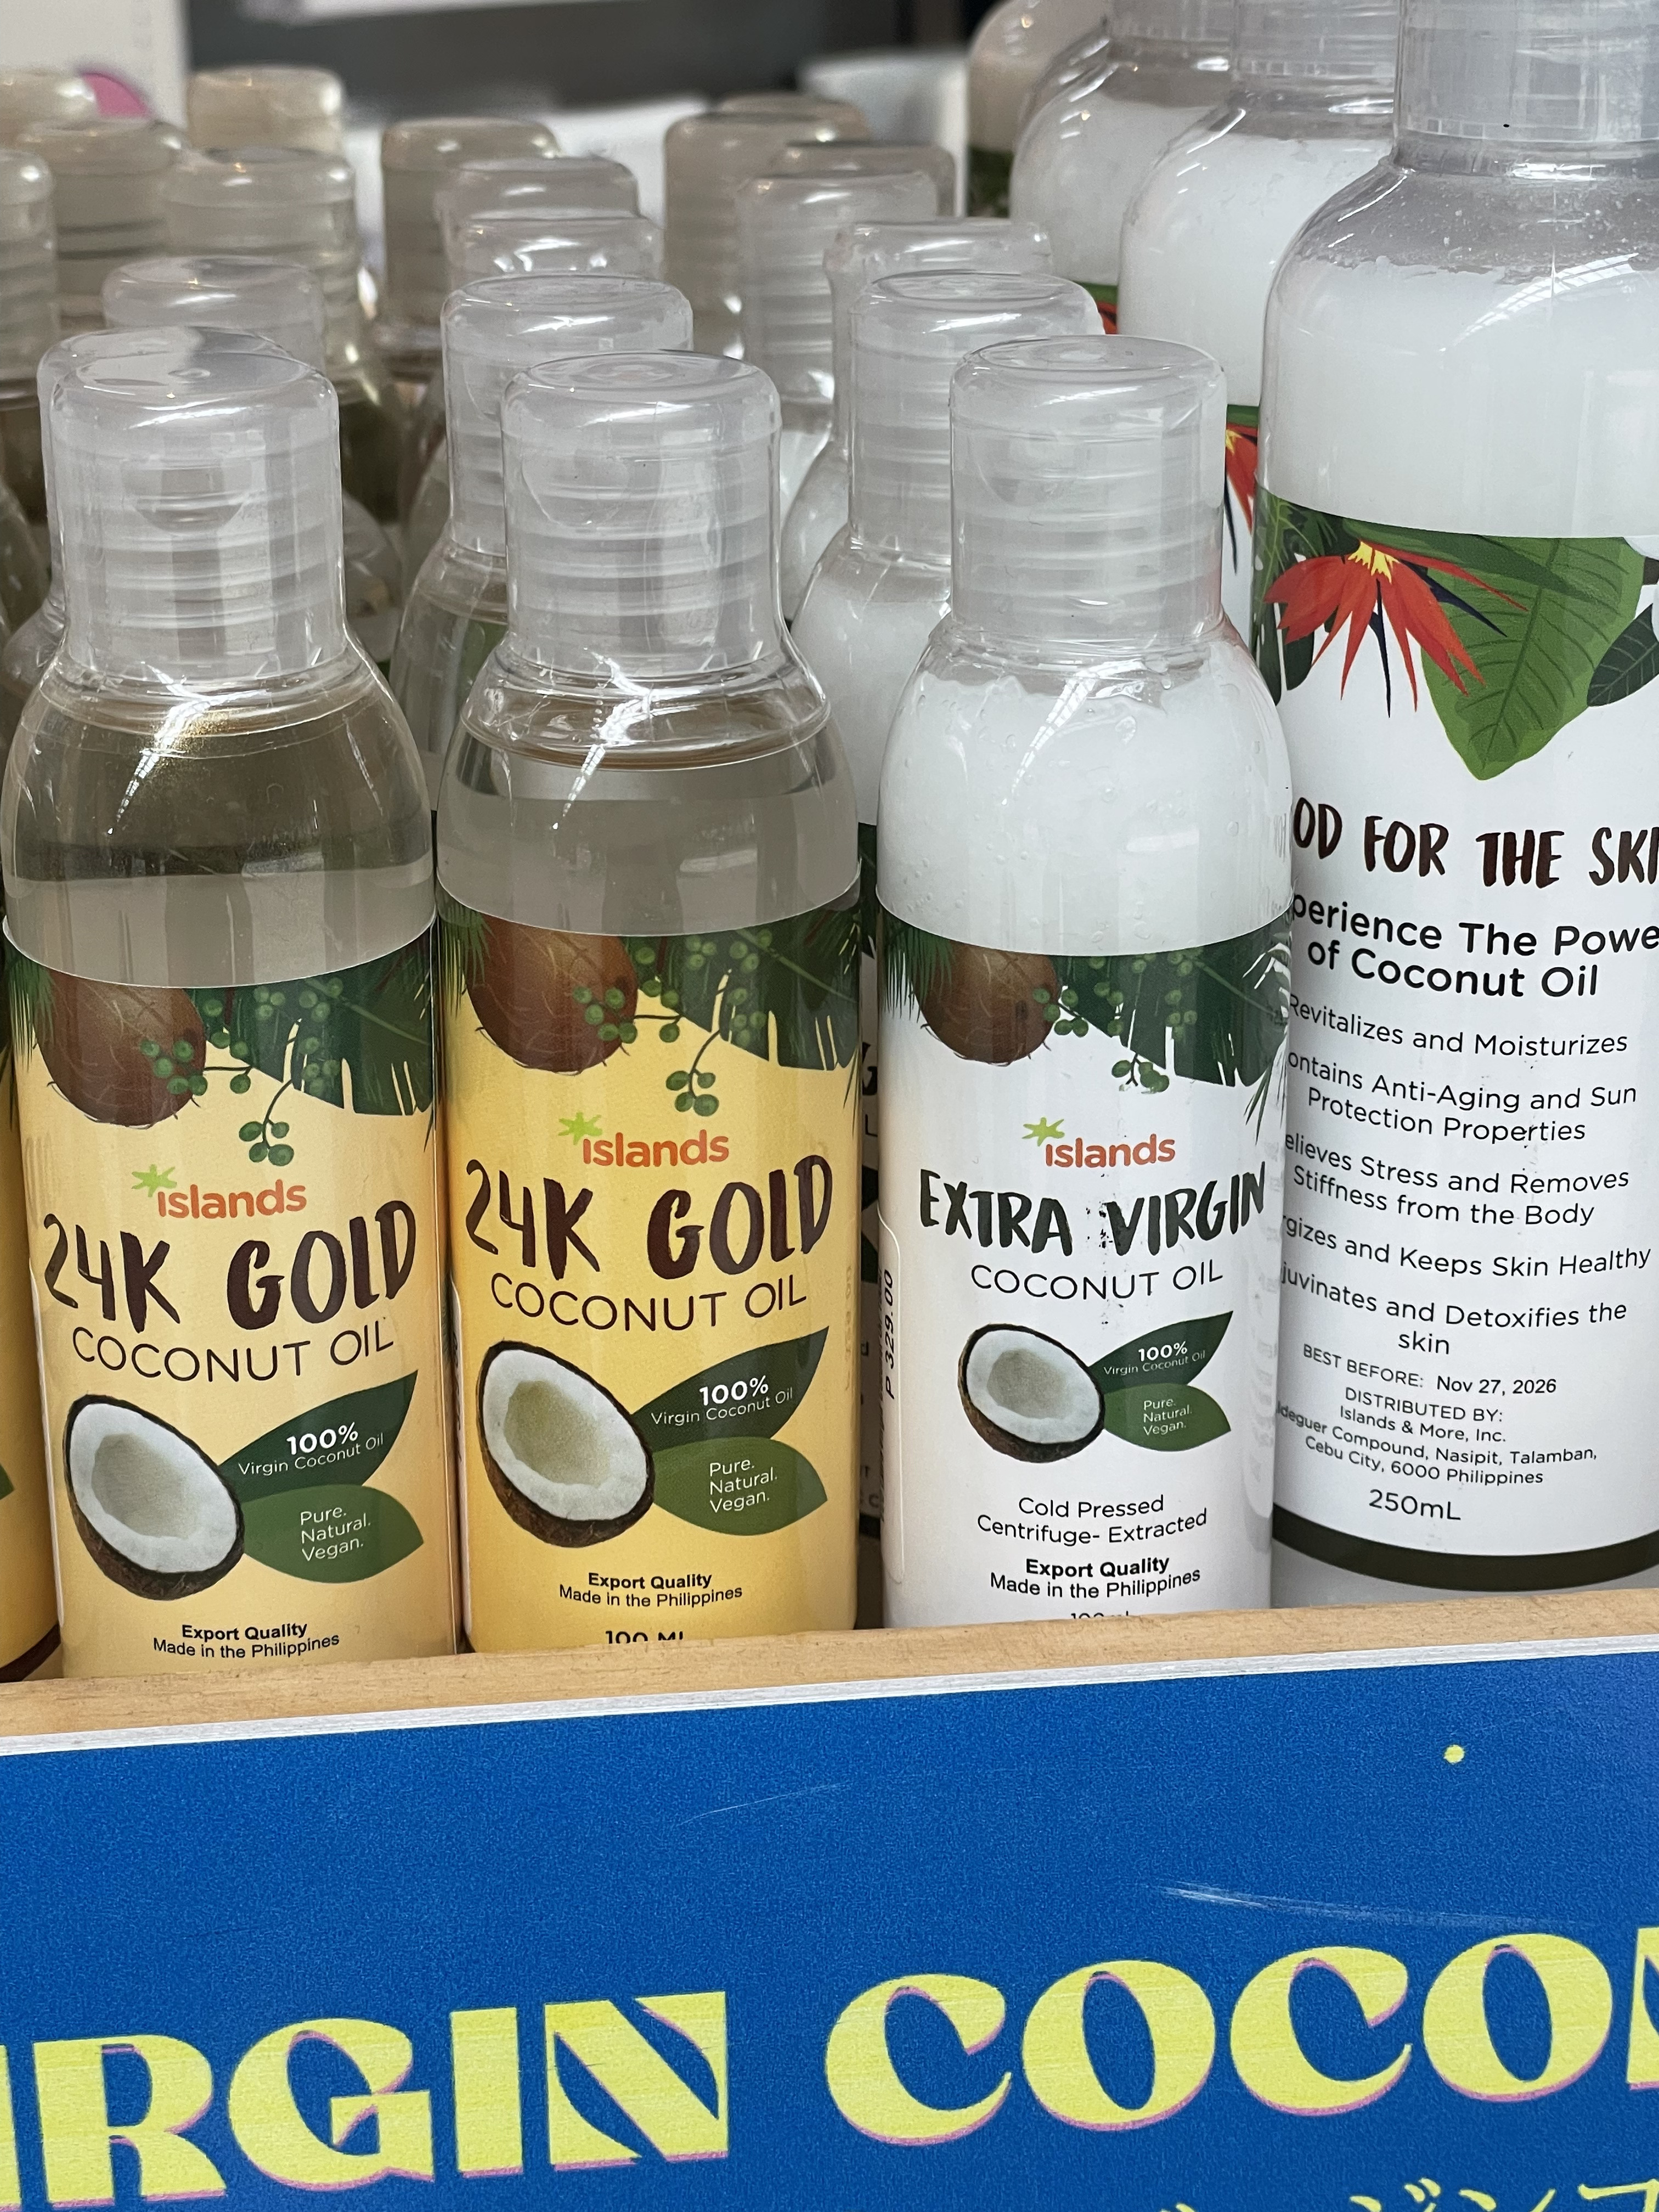 islands
24K GOLD
COCONUT OIL
100%
Virgin Coconut Oil
Pure.
Natural.
Vegan.
Export Quality
Made in the Philippines
islands
24K GOLD
COCONUT OIL
100%
Virgin Coconut Oil
Pure.
Natural.
Vegan.
Export Quality
Made in the Philippines
100 ML
P 329.00
islands
EXTRA VIRGIN
COCONUT OIL
100%
Virgin Coconut Oil
Pure.
Natural.
Vegan.
Cold Pressed
Centrifuge- Extracted
Export Quality
Made in the Philippines
OD FOR THE SKI
perience The Powe
of Coconut Oil
Revitalizes and Moisturizes
ontains Anti-Aging and Sun
Protection Properties
elieves Stress and Removes
Stiffness from the Body
rgizes and Keeps Skin Healthy
juvinates and Detoxifies the
skin
BEST BEFORE: Nov 27, 2026
DISTRIBUTED BY:
Islands & More, Inc.
deguer Compound, Nasipit, Talamban,
Cebu City, 6000 Philippines
250mL
IRGIN COCON